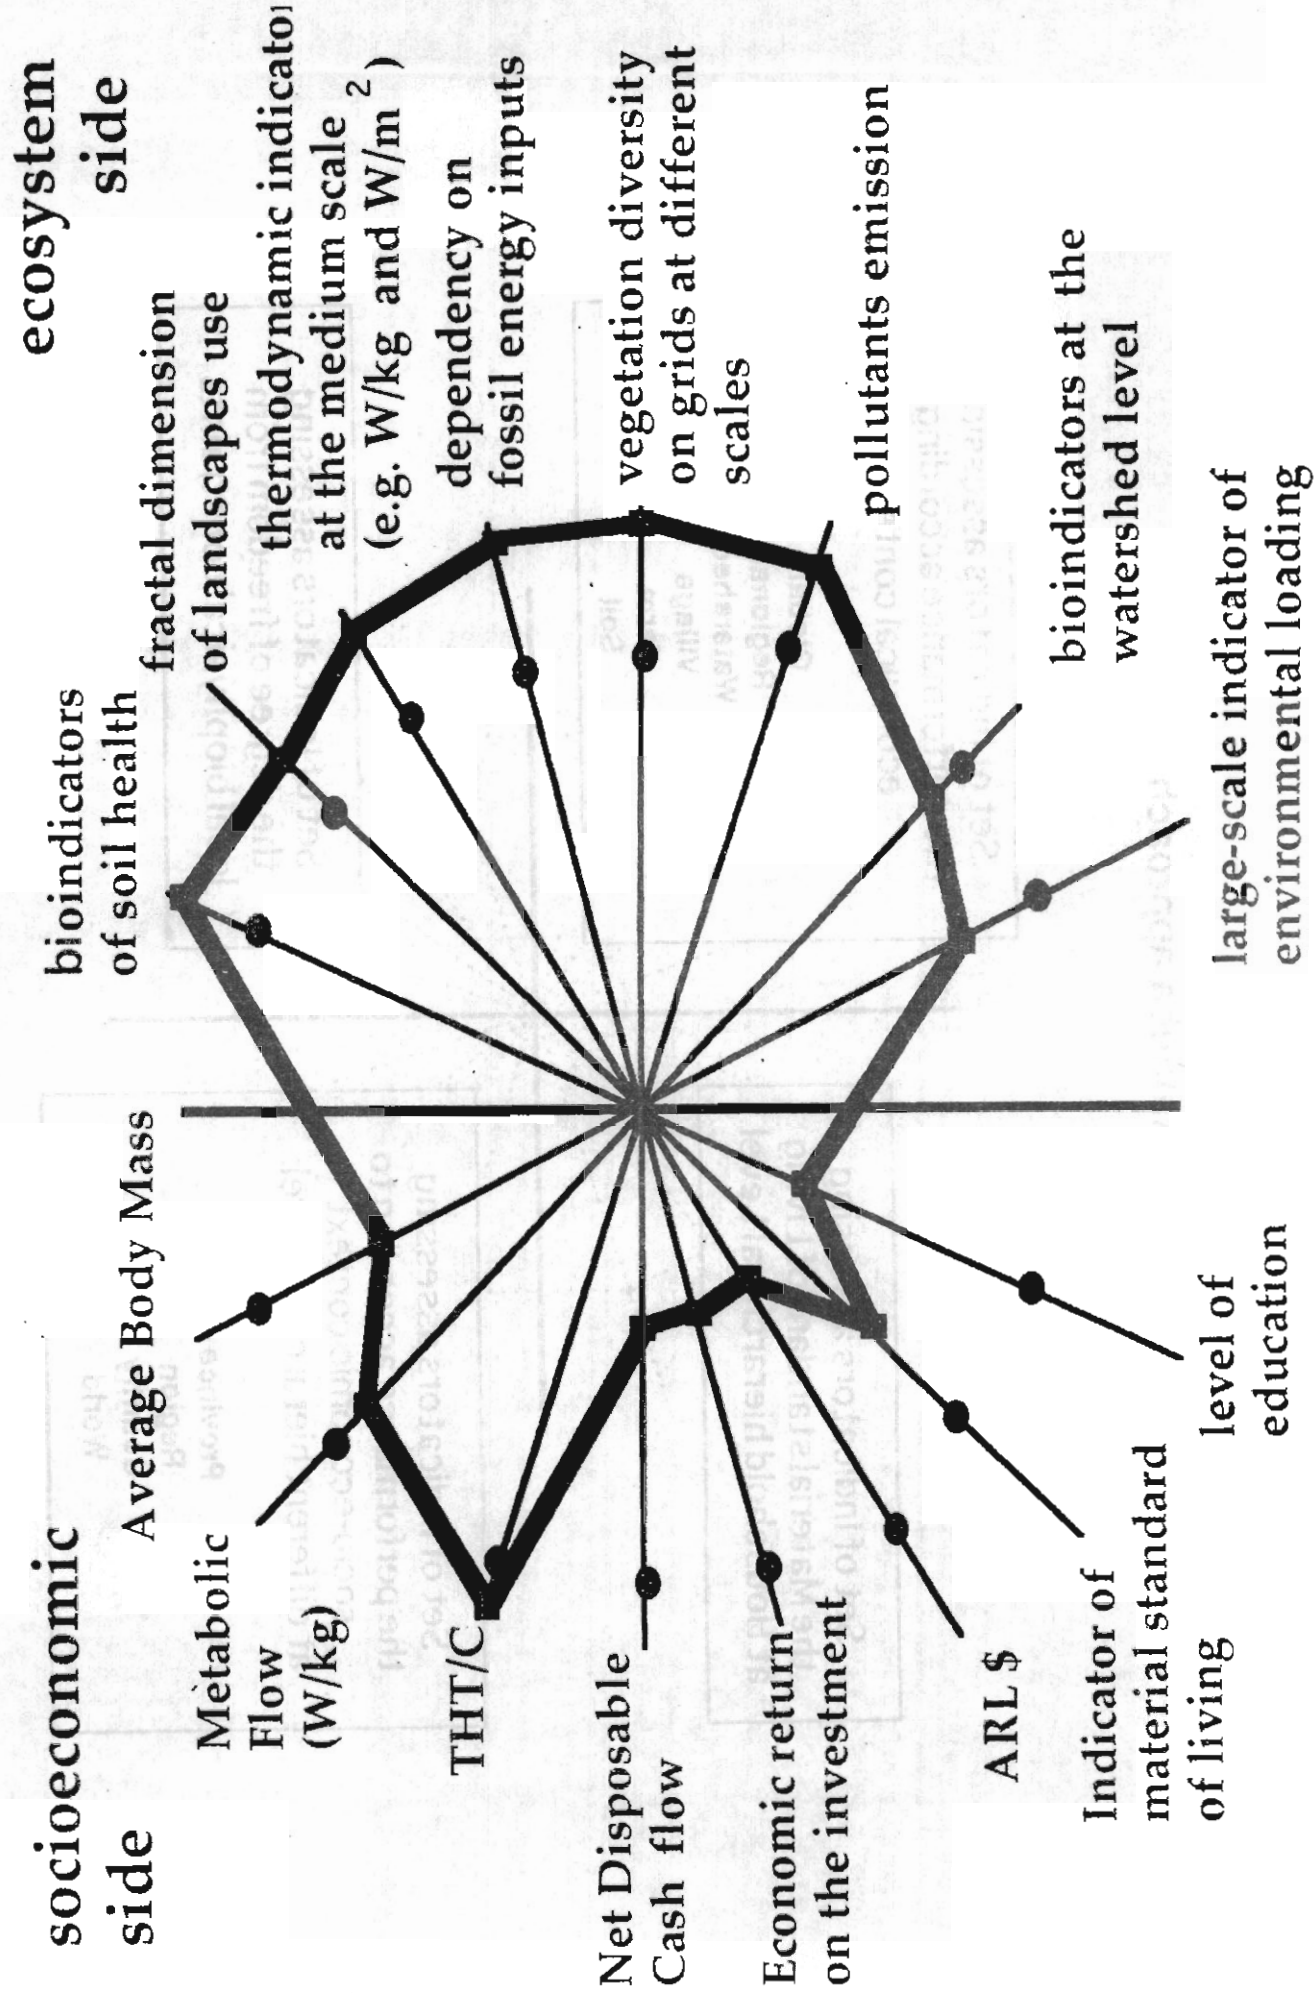 socioeconomic
side
ecosystem
side
Average Body Mass
Metabolic
Flow
(W/kg)
THT/C
Net Disposable
Cash flow
Economic return
on the investment
ARL $
Indicator of
material standard
of living
level of
education
bioindicators
of soil health
fractal dimension
of landscapes use
thermodynamic indicator
at the medium scale
(e.g. W/kg and W/m 2 )
dependency on
fossil energy inputs
vegetation diversity
on grids at different
scales
pollutants emission
bioindicators at the
watershed level
large-scale indicator of
environmental loading